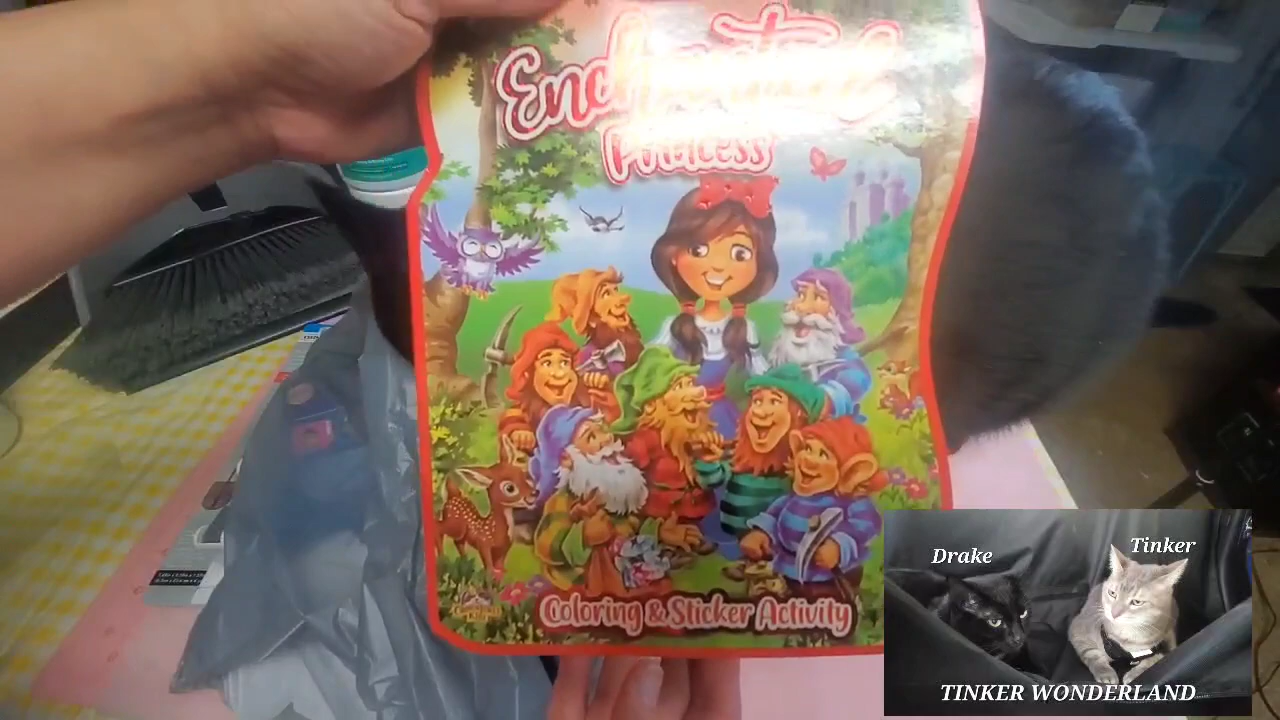 Enchanted
Princess
Coloring & Sticker Activity
Drake
Tinker
TINKER WONDERLAND